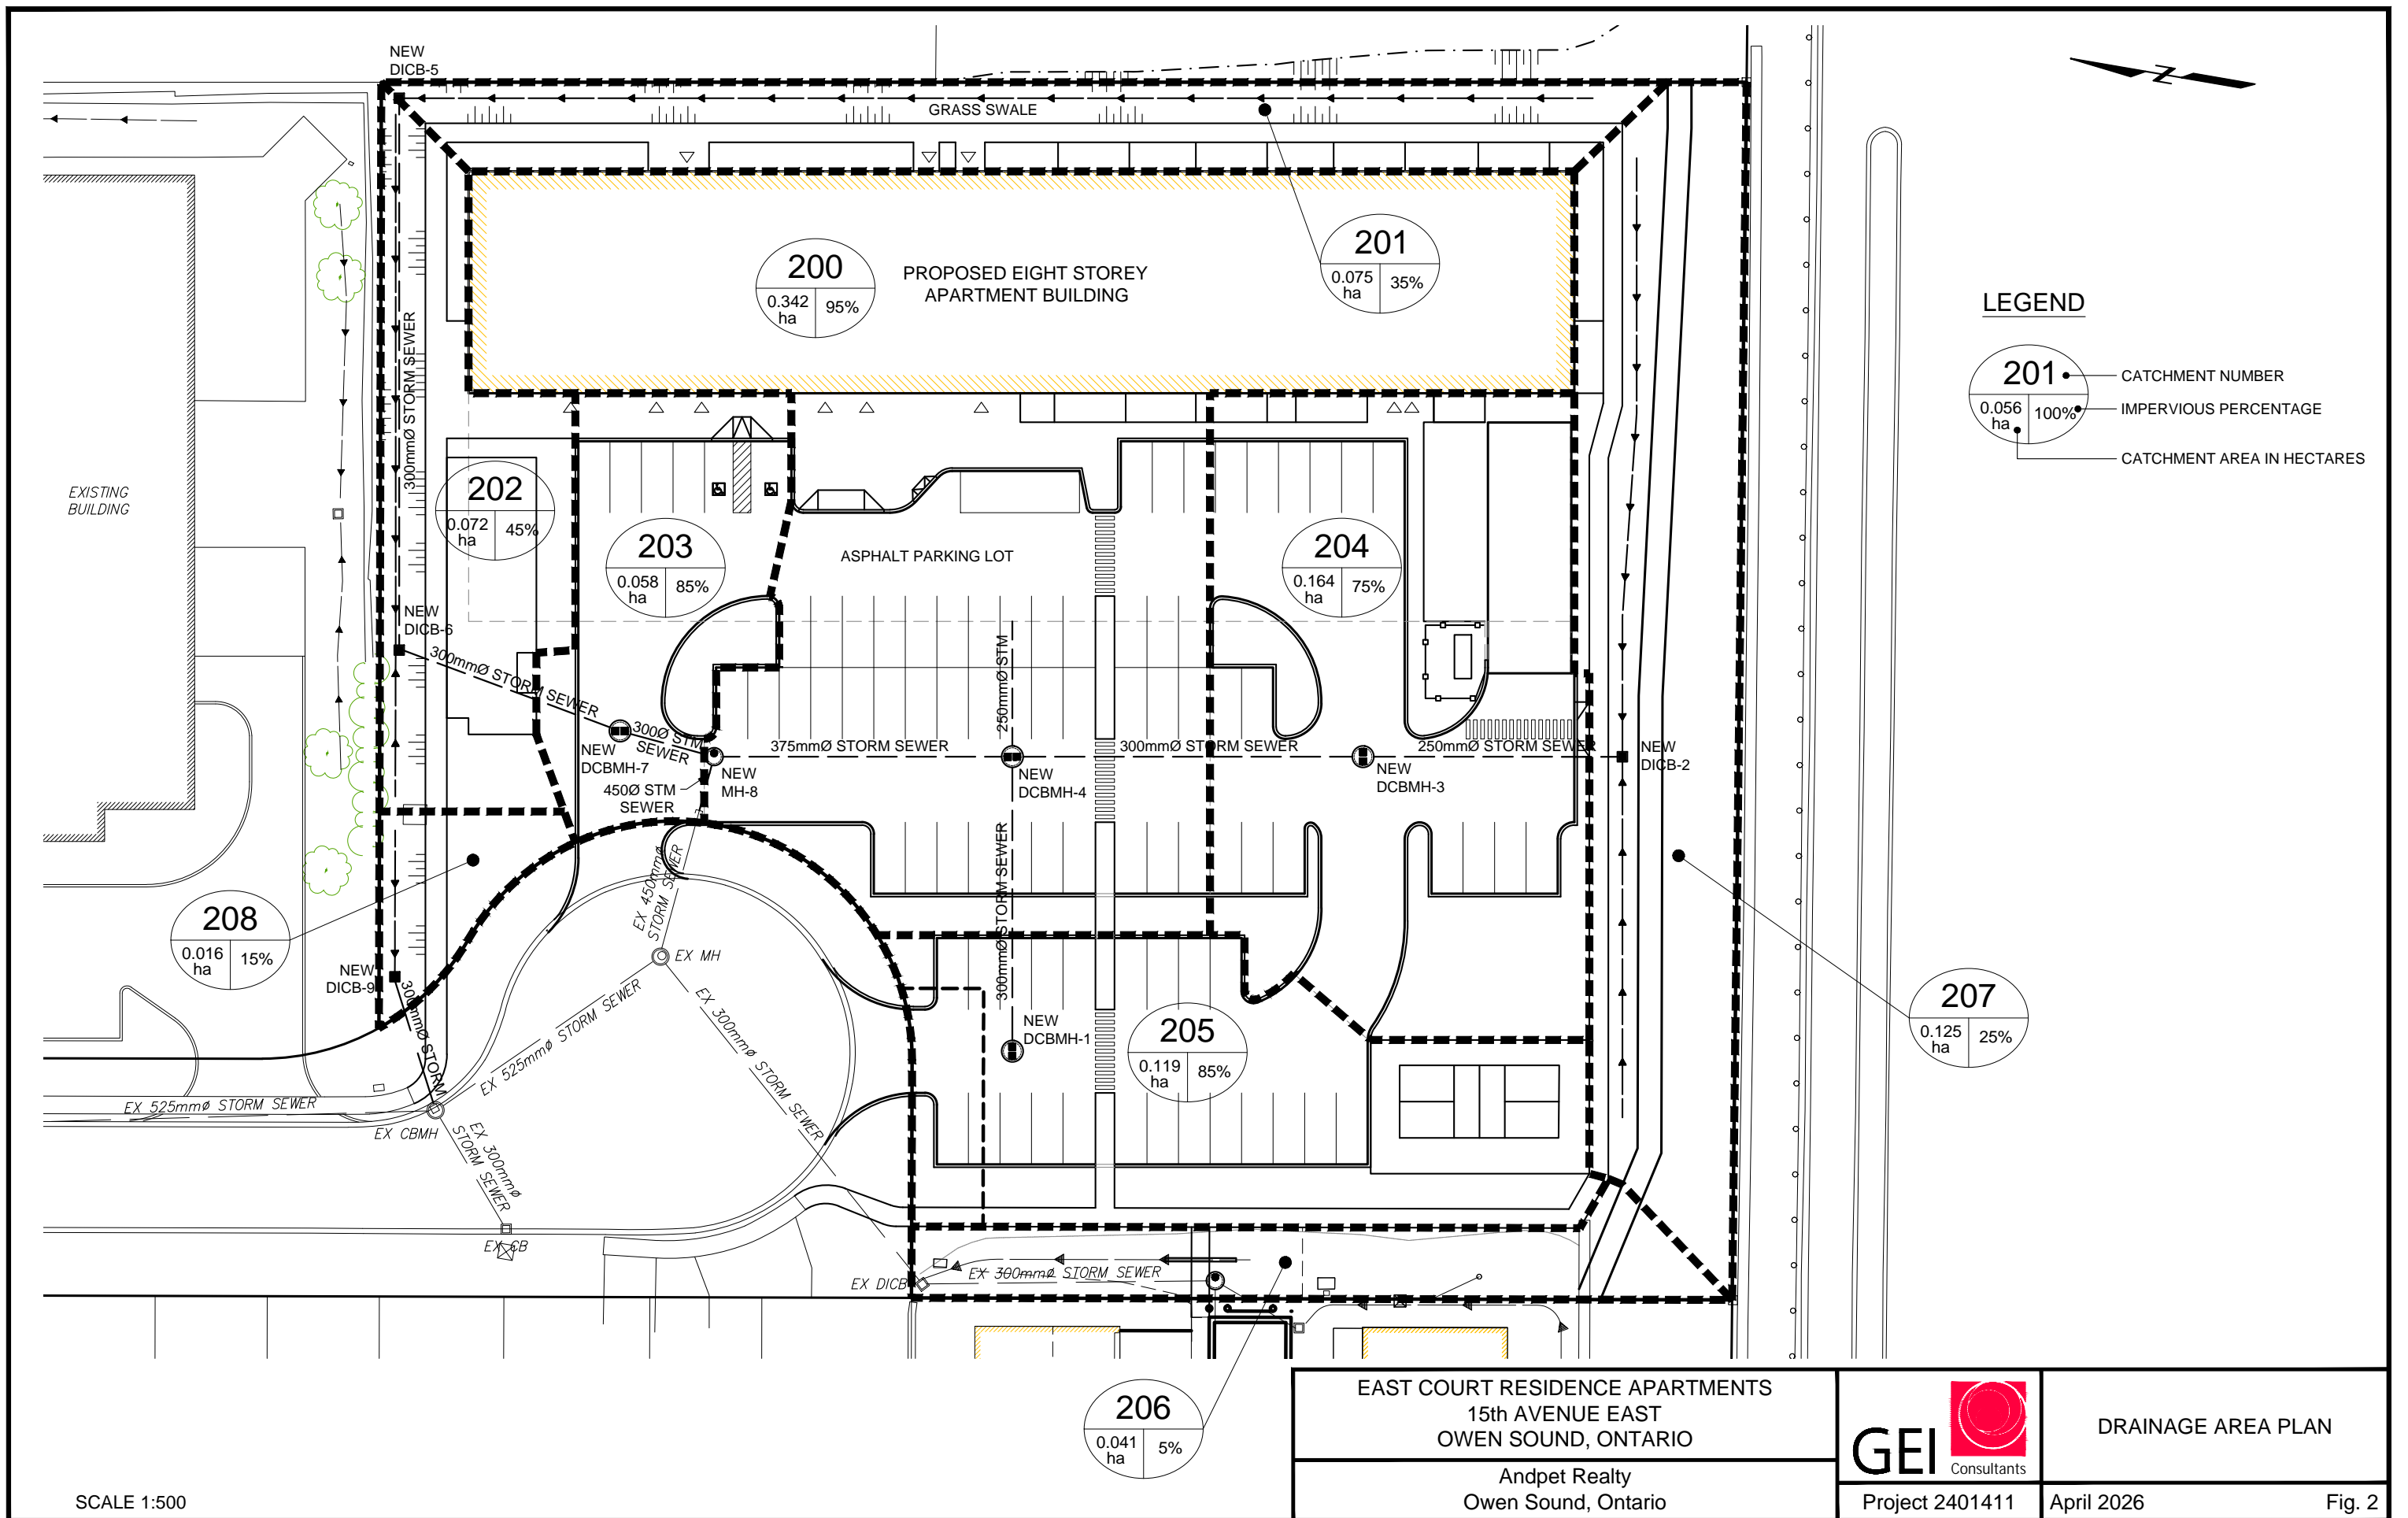 NEW
DICB-5
GRASS SWALE
200
0.342
ha
95%
PROPOSED EIGHT STOREY
APARTMENT BUILDING
201
0.075
ha
35%
LEGEND
201
0.056
ha
100%
CATCHMENT NUMBER
IMPERVIOUS PERCENTAGE
CATCHMENT AREA IN HECTARES
300mmØ STORM SEWER
EXISTING
BUILDING
202
0.072
ha
45%
203
0.058
ha
85%
ASPHALT PARKING LOT
204
0.164
ha
75%
NEW
DICB-6
300mmØ STORM SEWER
250mmØ STM
300Ø STM
SEWER
NEW
DCBMH-7
450Ø STM
SEWER
NEW
MH-8
375mmØ STORM SEWER
NEW
DCBMH-4
300mmØ STORM SEWER
NEW
DCBMH-3
250mmØ STORM SEWER
NEW
DICB-2
300mmØ STORM SEWER
EX 450mmØ
STORM SEWER
208
0.016
ha
15%
NEW
DICB-9
300mmØ STORM
EX MH
EX 525mmØ STORM SEWER
EX 300mmØ STORM SEWER
NEW
DCBMH-1
205
0.119
ha
85%
207
0.125
ha
25%
EX 525mmØ STORM SEWER
EX CBMH
EX 300mmØ
STORM SEWER
EX CB
EX DICB
EX 300mmØ STORM SEWER
206
0.041
ha
5%
SCALE 1:500
EAST COURT RESIDENCE APARTMENTS
15th AVENUE EAST
OWEN SOUND, ONTARIO
Andpet Realty
Owen Sound, Ontario
GEI
Consultants
Project 2401411
DRAINAGE AREA PLAN
April 2026
Fig. 2